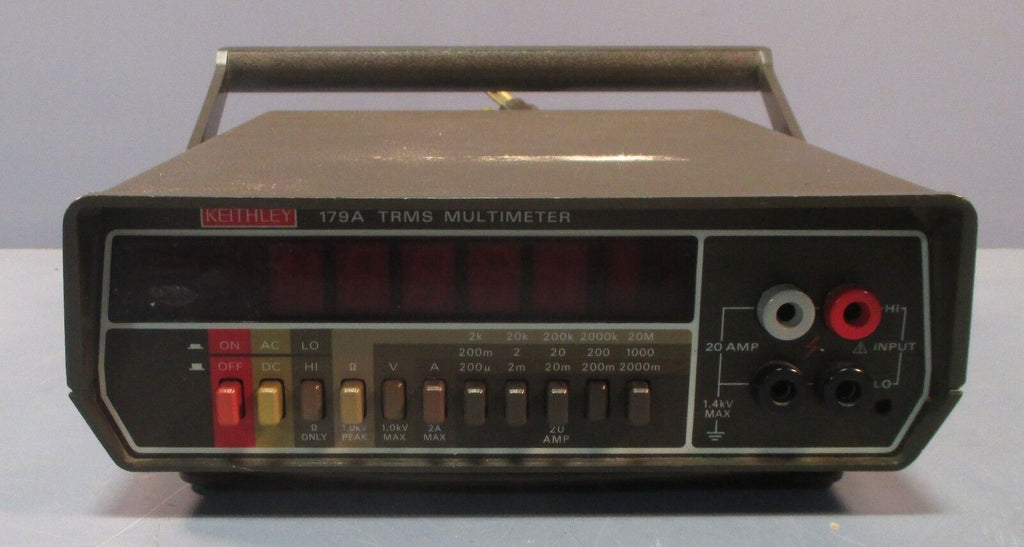 KEITHLEY 179A TRMS MULTIMETER
2k 20k 200k 2000k 20M
ON AC LO 200m 2 20 200 1000
OFF DC HI Ω V A 200μ 2m 20m 200m 2000m
Ω ONLY 1.0kV PEAK 1.0kV MAX 2A MAX 20 AMP
HI
20 AMP INPUT
LO
1.4kV
MAX